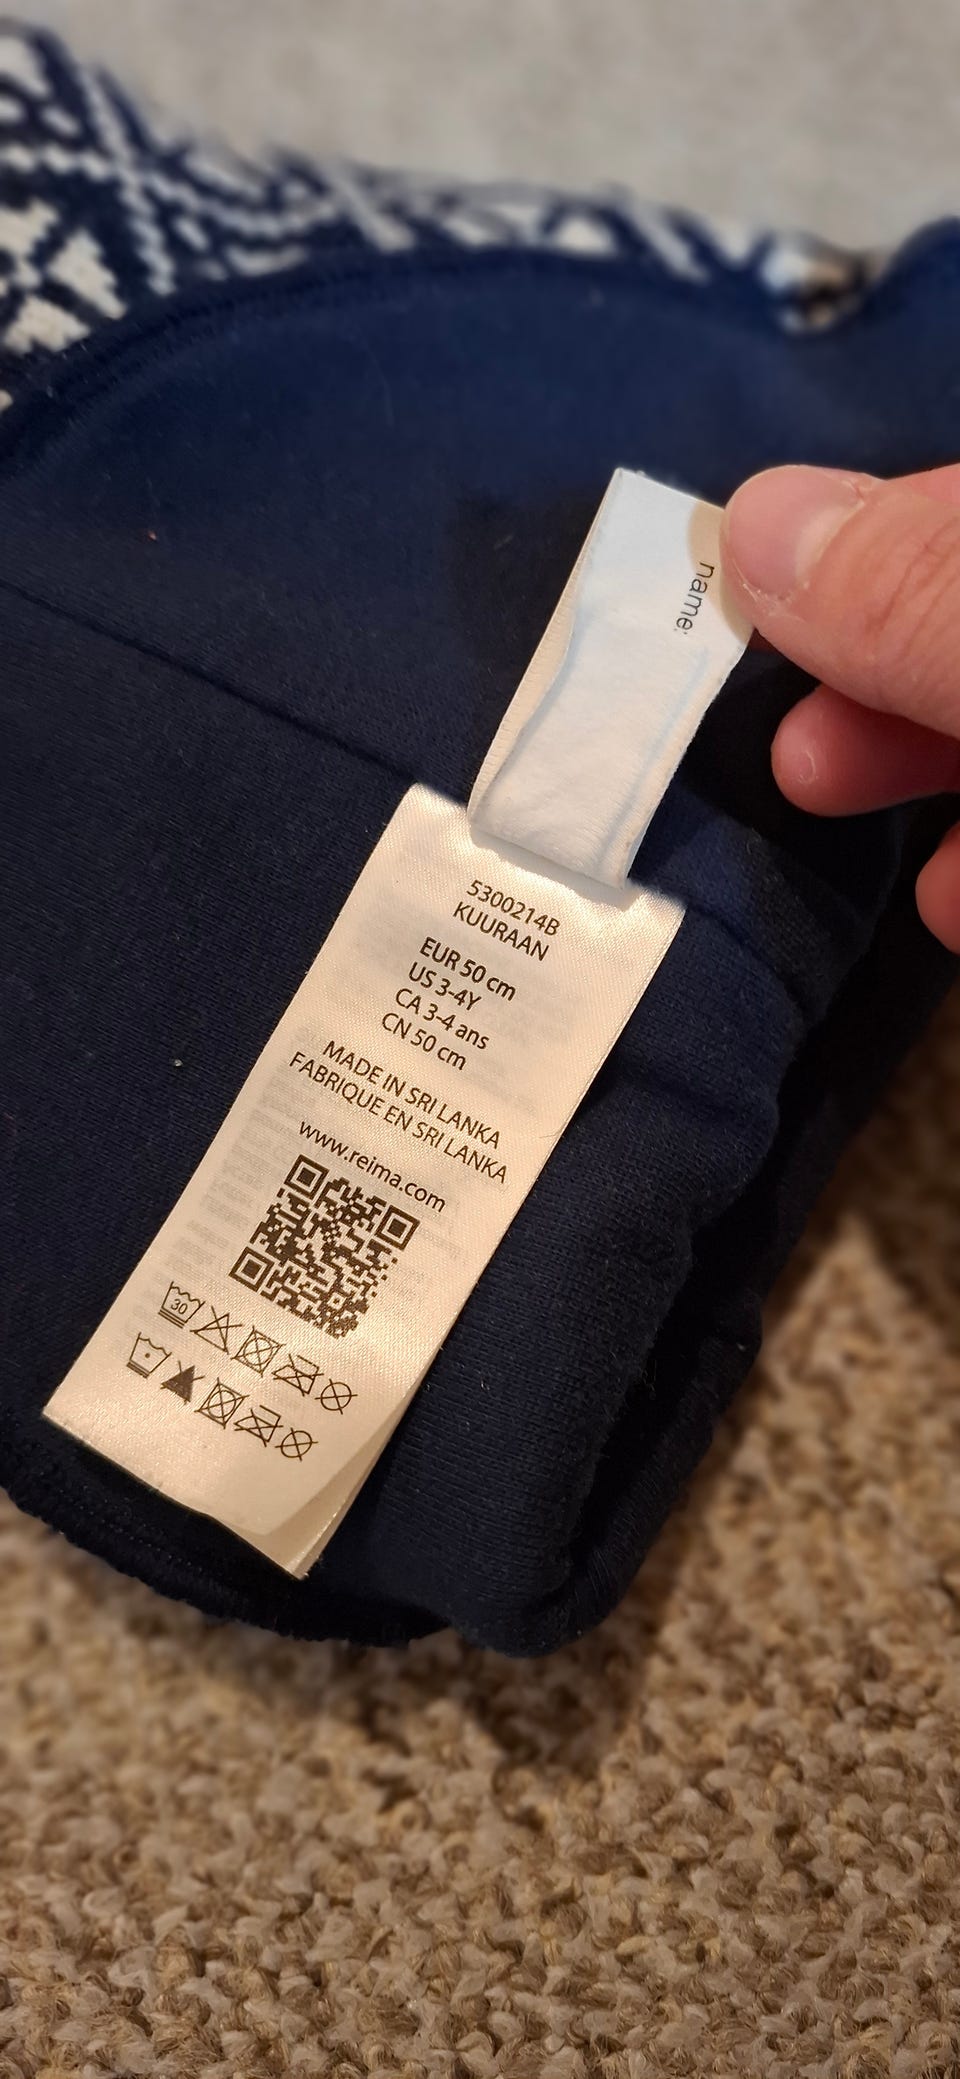 name:
5300214B
KUURAAN
EUR 50 cm
US 3-4Y
CA 3-4 ans
CN 50 cm
MADE IN SRI LANKA
FABRIQUE EN SRI LANKA
www.reima.com
30